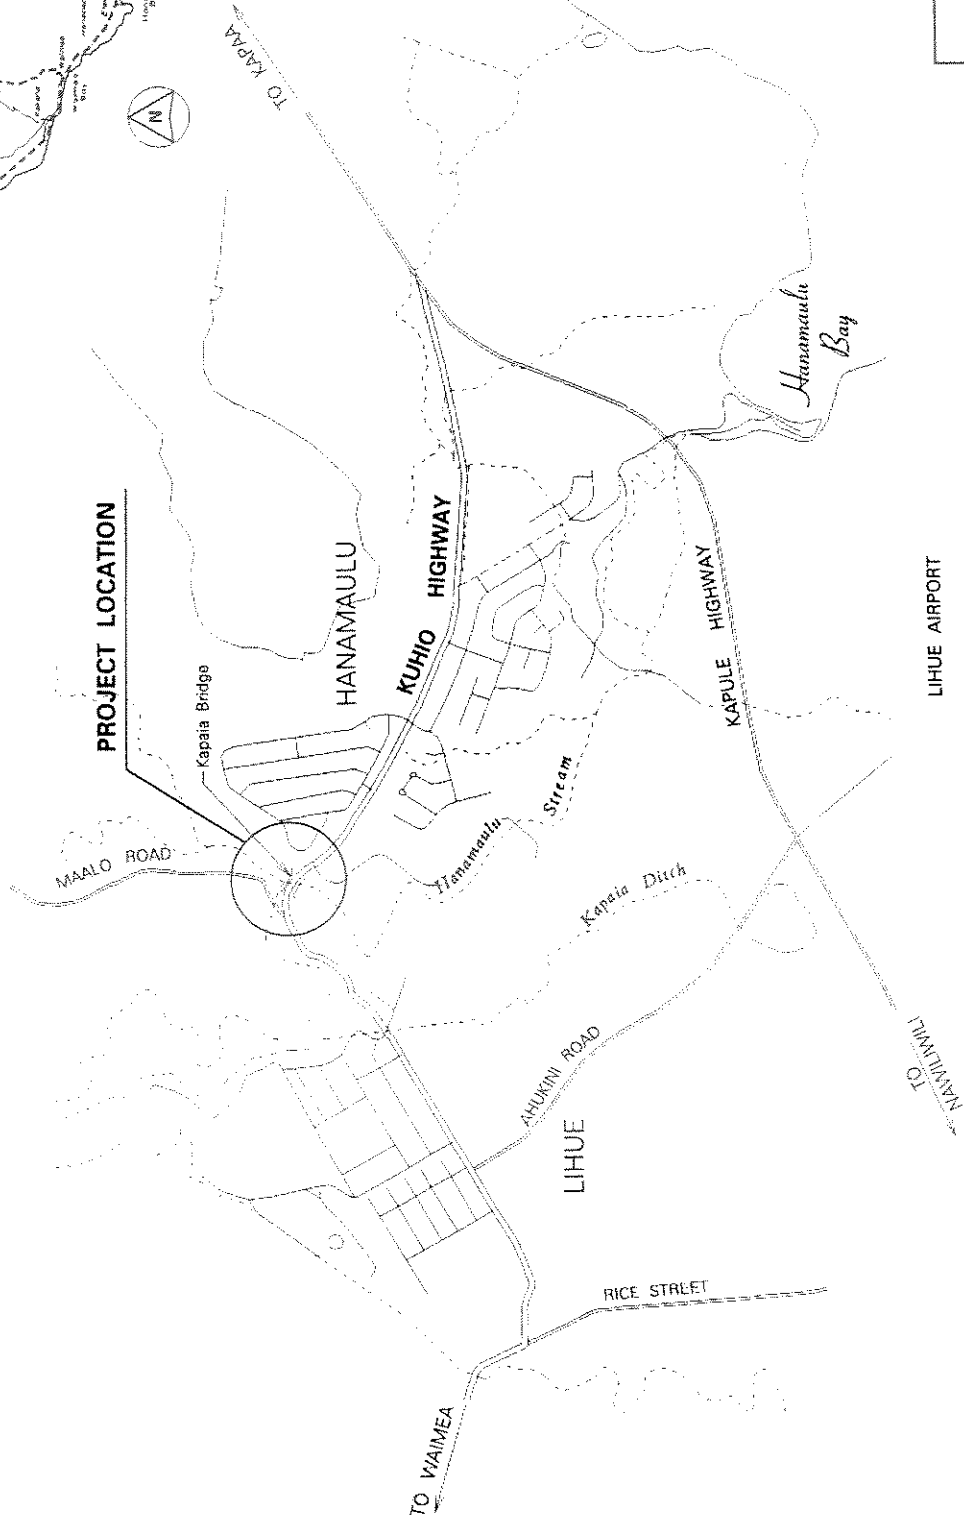 TO KAPAA
N
PROJECT LOCATION
Kapaia Bridge
MAALO ROAD
HANAMAULU
KUHIO HIGHWAY
Hanamaulu
Bay
Hanamaulu Stream
Kapaia Ditch
KAPULE HIGHWAY
LIHUE AIRPORT
AHUKINI ROAD
LIHUE
TO
NAWILIWILI
RICE STREET
TO WAIMEA